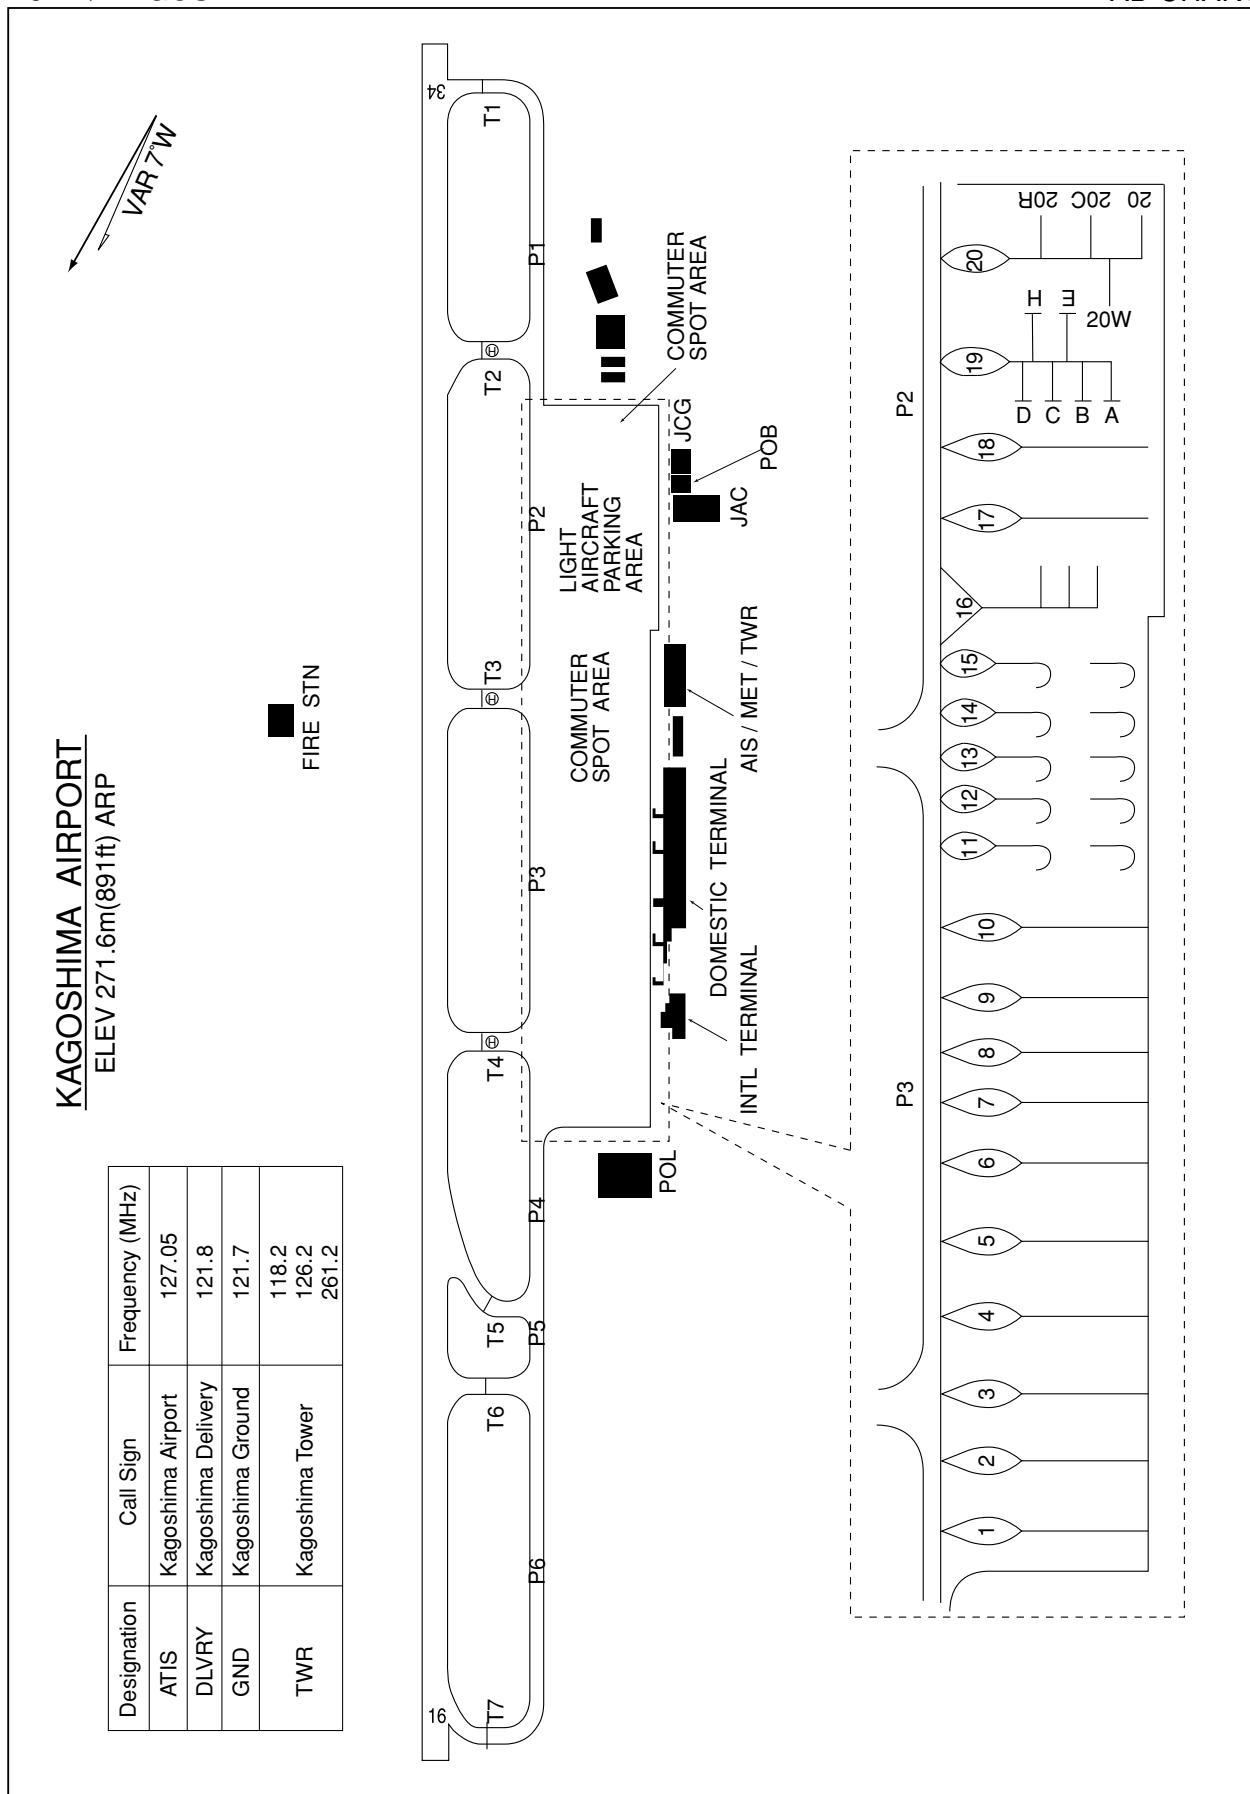 KAGOSHIMA AIRPORT
ELEV 271.6m(891ft) ARP
VAR 7°W
Designation Call Sign Frequency (MHz)
ATIS Kagoshima Airport 127.05
DLVRY Kagoshima Delivery 121.8
GND Kagoshima Ground 121.7
TWR Kagoshima Tower 118.2
126.2
261.2
FIRE STN
16
34
T7
T6
T5
T4
T3
T2
T1
H
H
H
P6
P5
P4
P3
P2
P1
COMMUTER
SPOT AREA
LIGHT
AIRCRAFT
PARKING
AREA
COMMUTER
SPOT AREA
POL
INTL TERMINAL
DOMESTIC TERMINAL
AIS / MET / TWR
JAC
POB
JCG
P3
P2
1
2
3
4
5
6
7
8
9
10
11
12
13
14
15
16
17
18
19
20
D
C
B
A
H
E
20W
20R
20C
20